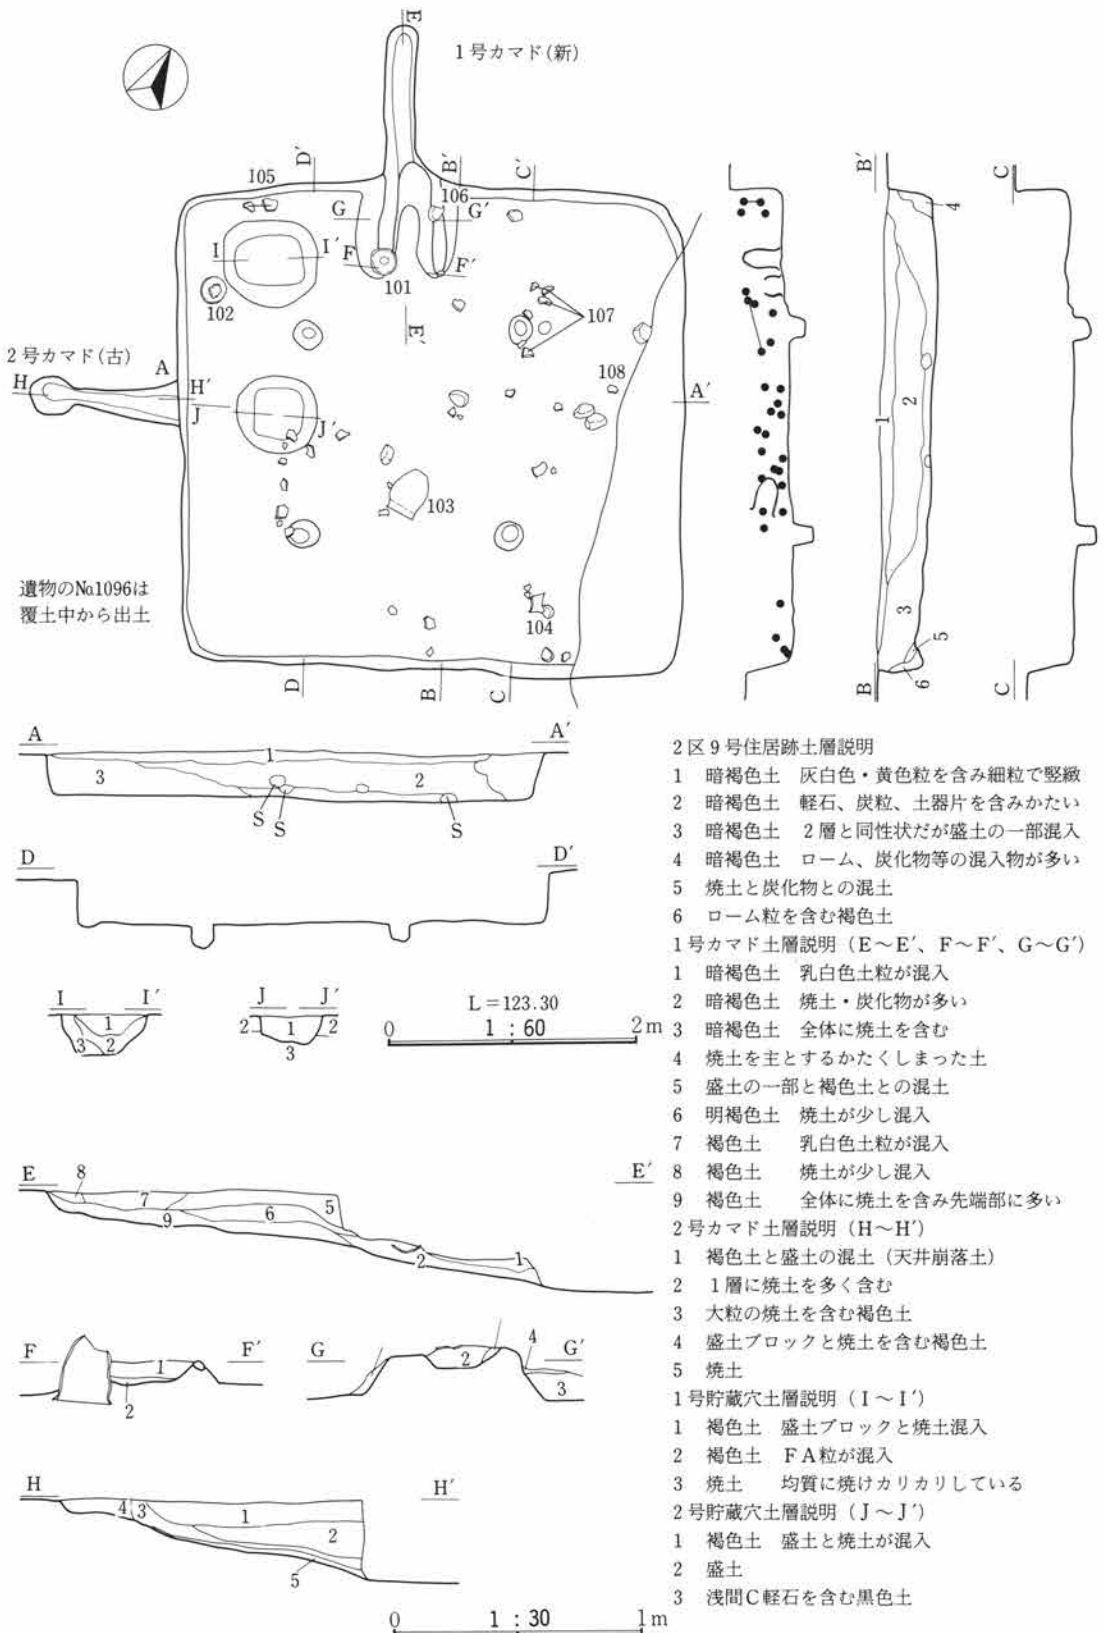 E
1号カマド(新)
D′
B′
C′
105
106
G
G′
I
I′
F
F′
101
102
E′
107
2号カマド(古)
A
H
H′
J
J′
108
A′
103
遺物のNo.1096は
覆土中から出土
104
D
B
C
B′
4
1
2
3
5
6
B
C
C
A
A′
1
3
2
S
S
S
D
D′
I
I′
1
3
2
J
J′
2
1
2
3
L=123.30
0
1:60
2m
E
E′
8
7
5
9
6
2
1
F
F′
1
2
G
G′
4
2
3
H
H′
4
3
1
2
5
0
1:30
1m
2区9号住居跡土層説明
1 暗褐色土 灰白色・黄色粒を含み細粒で堅緻
2 暗褐色土 軽石、炭粒、土器片を含みかたい
3 暗褐色土 2層と同性状だが盛土の一部混入
4 暗褐色土 ローム、炭化物等の混入物が多い
5 焼土と炭化物との混土
6 ローム粒を含む褐色土
1号カマド土層説明(E~E′、F~F′、G~G′)
1 暗褐色土 乳白色土粒が混入
2 暗褐色土 焼土・炭化物が多い
3 暗褐色土 全体に焼土を含む
4 焼土を主とするかたくしまった土
5 盛土の一部と褐色土との混土
6 明褐色土 焼土が少し混入
7 褐色土 乳白色土粒が混入
8 褐色土 焼土が少し混入
9 褐色土 全体に焼土を含み先端部に多い
2号カマド土層説明(H~H′)
1 褐色土と盛土の混土(天井崩落土)
2 1層に焼土を多く含む
3 大粒の焼土を含む褐色土
4 盛土ブロックと焼土を含む褐色土
5 焼土
1号貯蔵穴土層説明(I~I′)
1 褐色土 盛土ブロックと焼土混入
2 褐色土 FA粒が混入
3 焼土 均質に焼けカリカリしている
2号貯蔵穴土層説明(J~J′)
1 褐色土 盛土と焼土が混入
2 盛土
3 浅間C軽石を含む黒色土